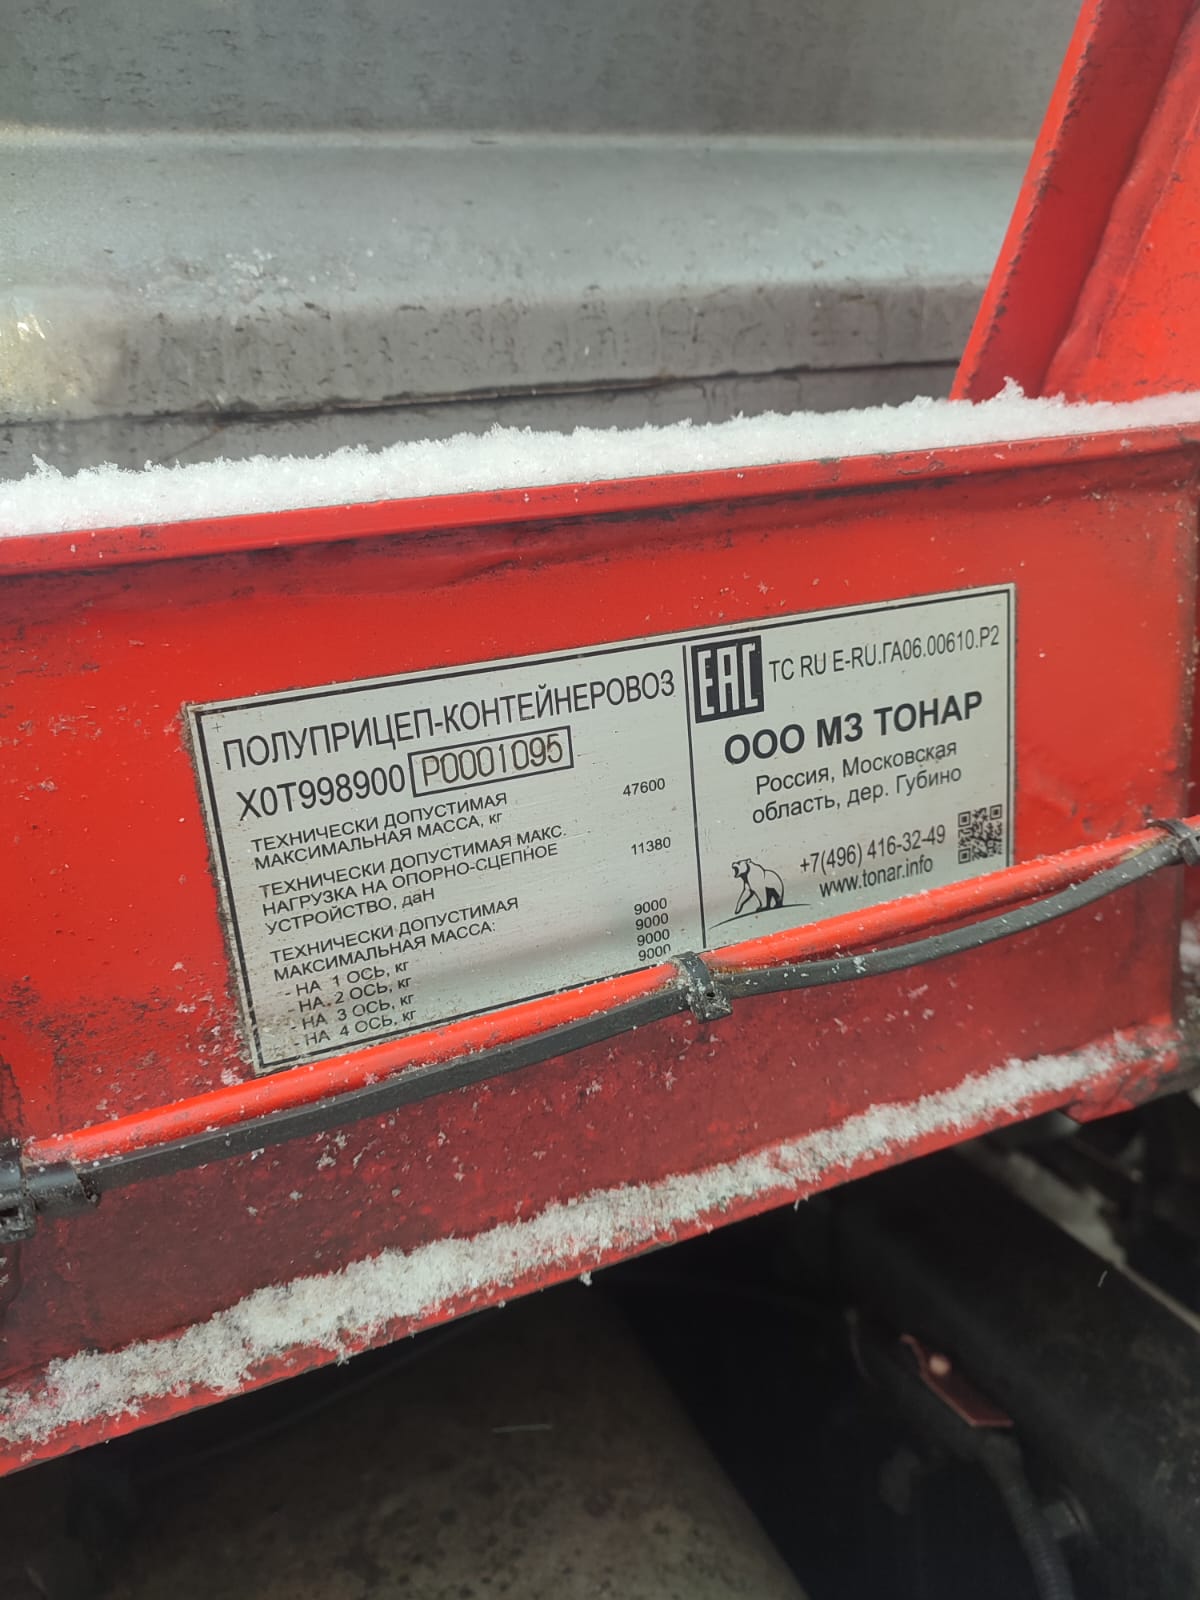 ПОЛУПРИЦЕП-КОНТЕЙНЕРОВОЗ
X0T998900 P0001095
ТЕХНИЧЕСКИ ДОПУСТИМАЯ
МАКСИМАЛЬНАЯ МАССА, кг 47600
ТЕХНИЧЕСКИ ДОПУСТИМАЯ МАКС.
НАГРУЗКА НА ОПОРНО-СЦЕПНОЕ 11380
УСТРОЙСТВО, даН
ТЕХНИЧЕСКИ ДОПУСТИМАЯ
МАКСИМАЛЬНАЯ МАССА:
- НА 1 ОСЬ, кг 9000
- НА 2 ОСЬ, кг 9000
- НА 3 ОСЬ, кг 9000
- НА 4 ОСЬ, кг 9000
EAC TC RU E-RU.ГА06.00610.P2
ООО МЗ ТОНАР
Россия, Московская
область, дер. Губино
+7(496) 416-32-49
www.tonar.info